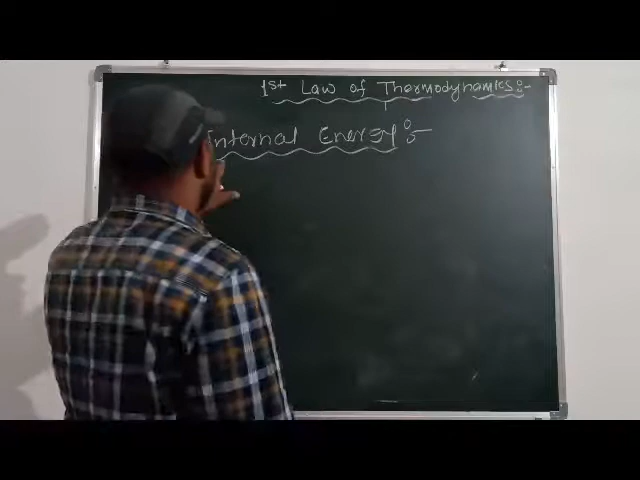 1st Law of Thermodynamics:-
Internal Energy:-